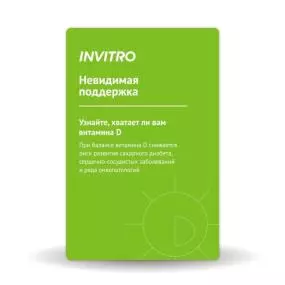 INVITRO
Невидимая
поддержка
Узнайте, хватает ли вам
витамина D
При балансе витамина D снижается
риск развития сахарного диабета,
сердечно-сосудистых заболеваний
и ряда онкопатологий
D